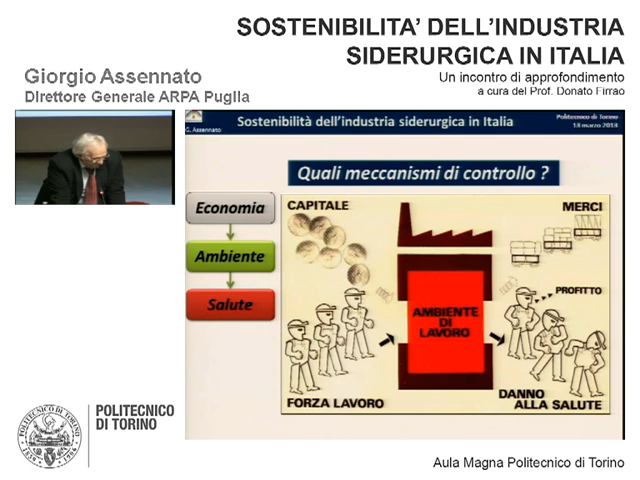 SOSTENIBILITA' DELL'INDUSTRIA
SIDERURGICA IN ITALIA
Un incontro di approfondimento
a cura del Prof. Donato Firrao
Giorgio Assennato
Direttore Generale ARPA Puglia
G. Assennato
Sostenibilità dell'industria siderurgica in Italia
Politecnico di Torino
18 marzo 2013
Quali meccanismi di controllo ?
Economia
Ambiente
Salute
CAPITALE
MERCI
PROFITTO
AMBIENTE
DI
LAVORO
FORZA LAVORO
DANNO
ALLA SALUTE
POLITECNICO
DI TORINO
Aula Magna Politecnico di Torino